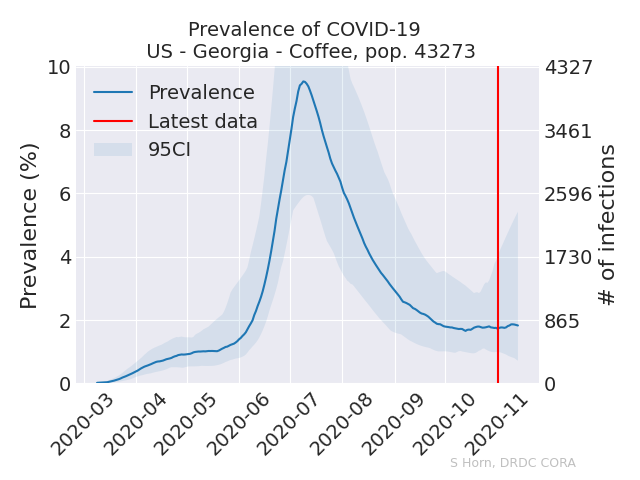 Prevalence of COVID-19
US - Georgia - Coffee, pop. 43273
Prevalence
Latest data
95CI
Prevalence (%)
10
8
6
4
2
0
4327
3461
2596
1730
865
0
# of infections
2020-03
2020-04
2020-05
2020-06
2020-07
2020-08
2020-09
2020-10
2020-11
S Horn, DRDC CORA